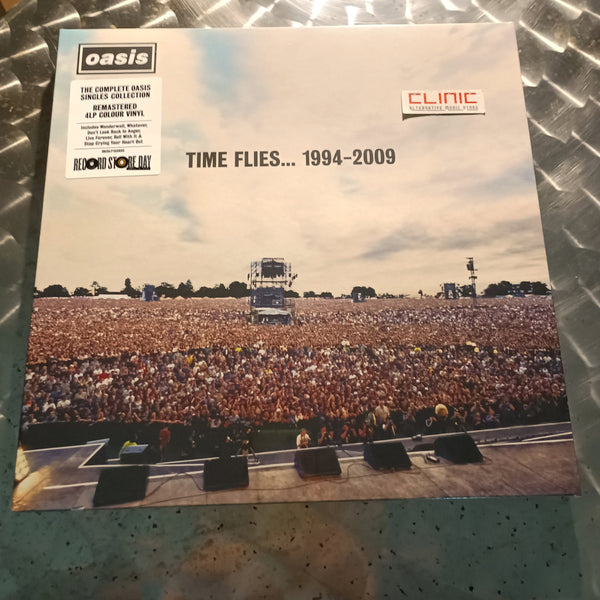 oasis
THE COMPLETE OASIS
SINGLES COLLECTION
REMASTERED
4LP COLOUR VINYL
Includes Wonderwall, Whatever,
Don't Look Back In Anger,
Live Forever, Roll With It &
Stop Crying Your Heart Out
RECORD STORE DAY
CLINIC
ALTERNATIVE MUSIC STORE
TIME FLIES... 1994-2009